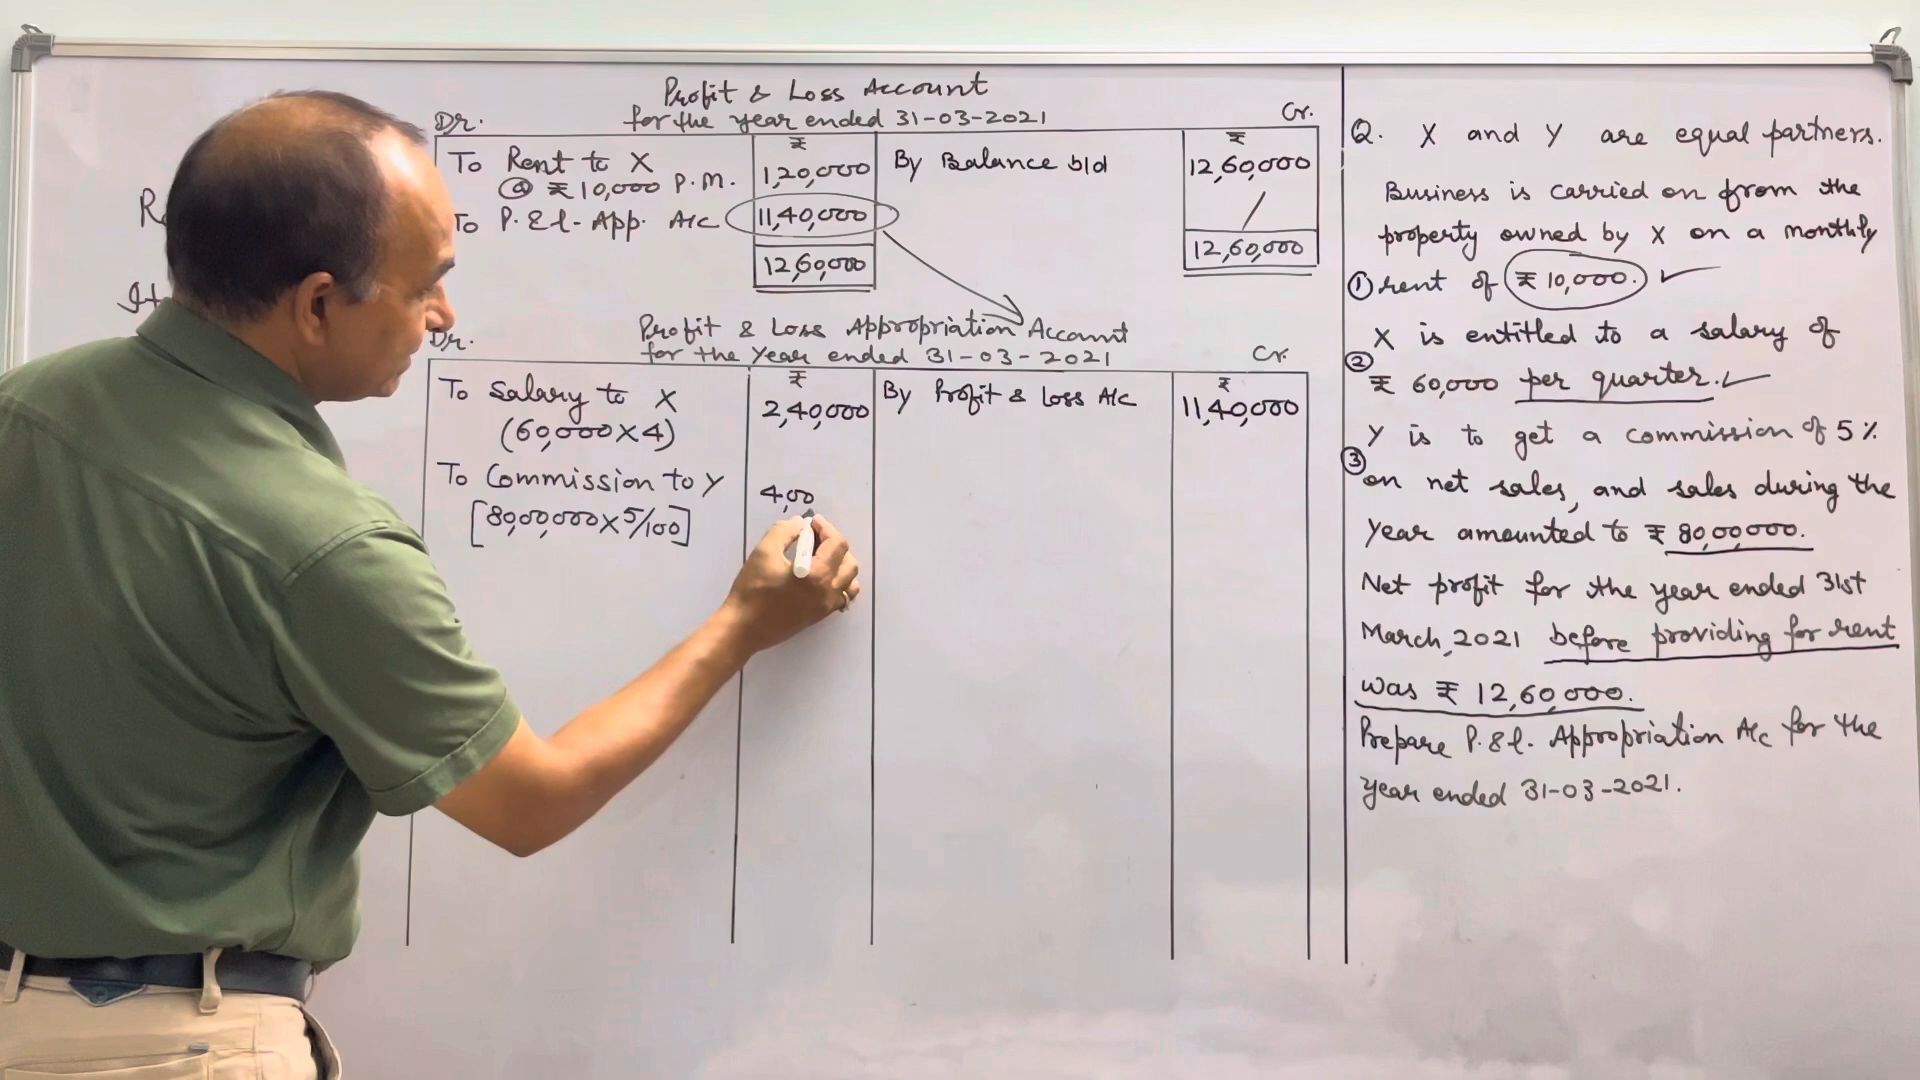 Profit & Loss Account
Dr. for the year ended 31-03-2021 Cr.
₹ ₹
To Rent to X 1,20,000 By Balance b/d 12,60,000
@ ₹ 10,000 P.M.
To P. & L. App. A/c 11,40,000
12,60,000 12,60,000
Profit & Loss Appropriation Account
Dr. for the Year ended 31-03-2021 Cr.
₹ ₹
To Salary to X 2,40,000 By Profit & Loss A/c 11,40,000
(60,000 X 4)
To Commission to Y 4,00
[80,00,000 X 5/100]
Q. X and Y are equal partners.
Business is carried on from the
property owned by X on a monthly
① rent of ₹ 10,000.
X is entitled to a salary of
② ₹ 60,000 per quarter.
Y is to get a commission of 5%
③ on net sales, and sales during the
year amounted to ₹ 80,00,000.
Net profit for the year ended 31st
March, 2021 before providing for rent
was ₹ 12,60,000.
Prepare P. & L. Appropriation A/c for the
year ended 31-03-2021.